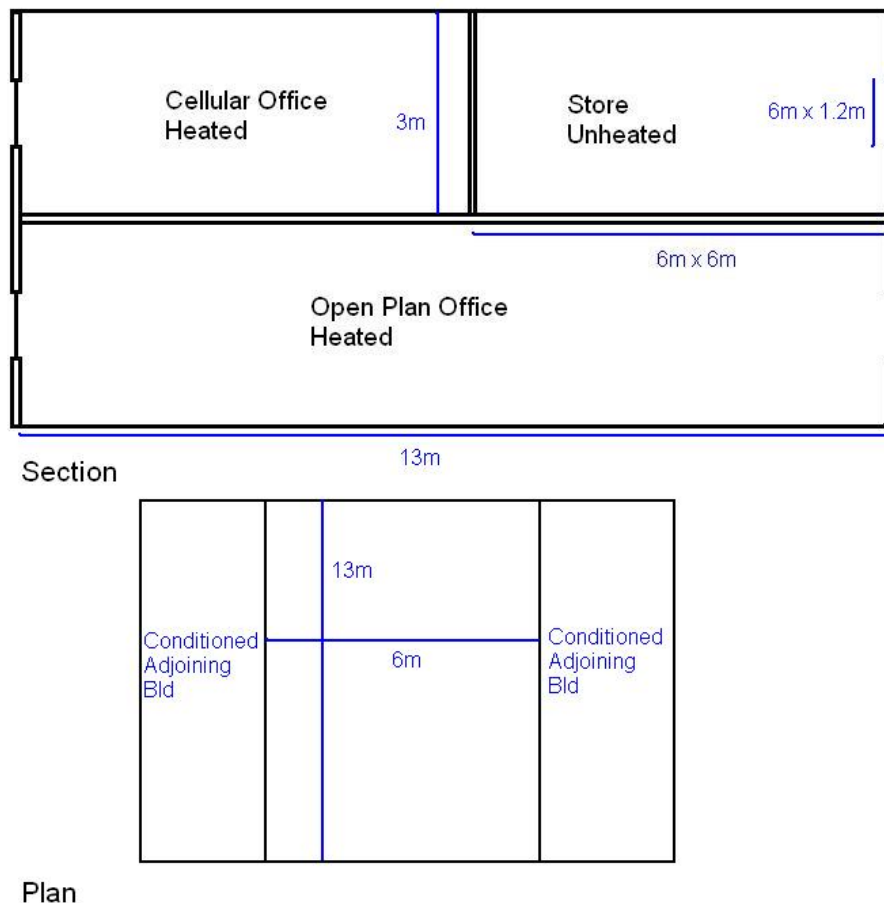 Cellular Office
Heated
3m
Store
Unheated
6m x 1.2m
6m x 6m
Open Plan Office
Heated
13m
Section
13m
Conditioned
Adjoining
Bld
6m
Conditioned
Adjoining
Bld
Plan